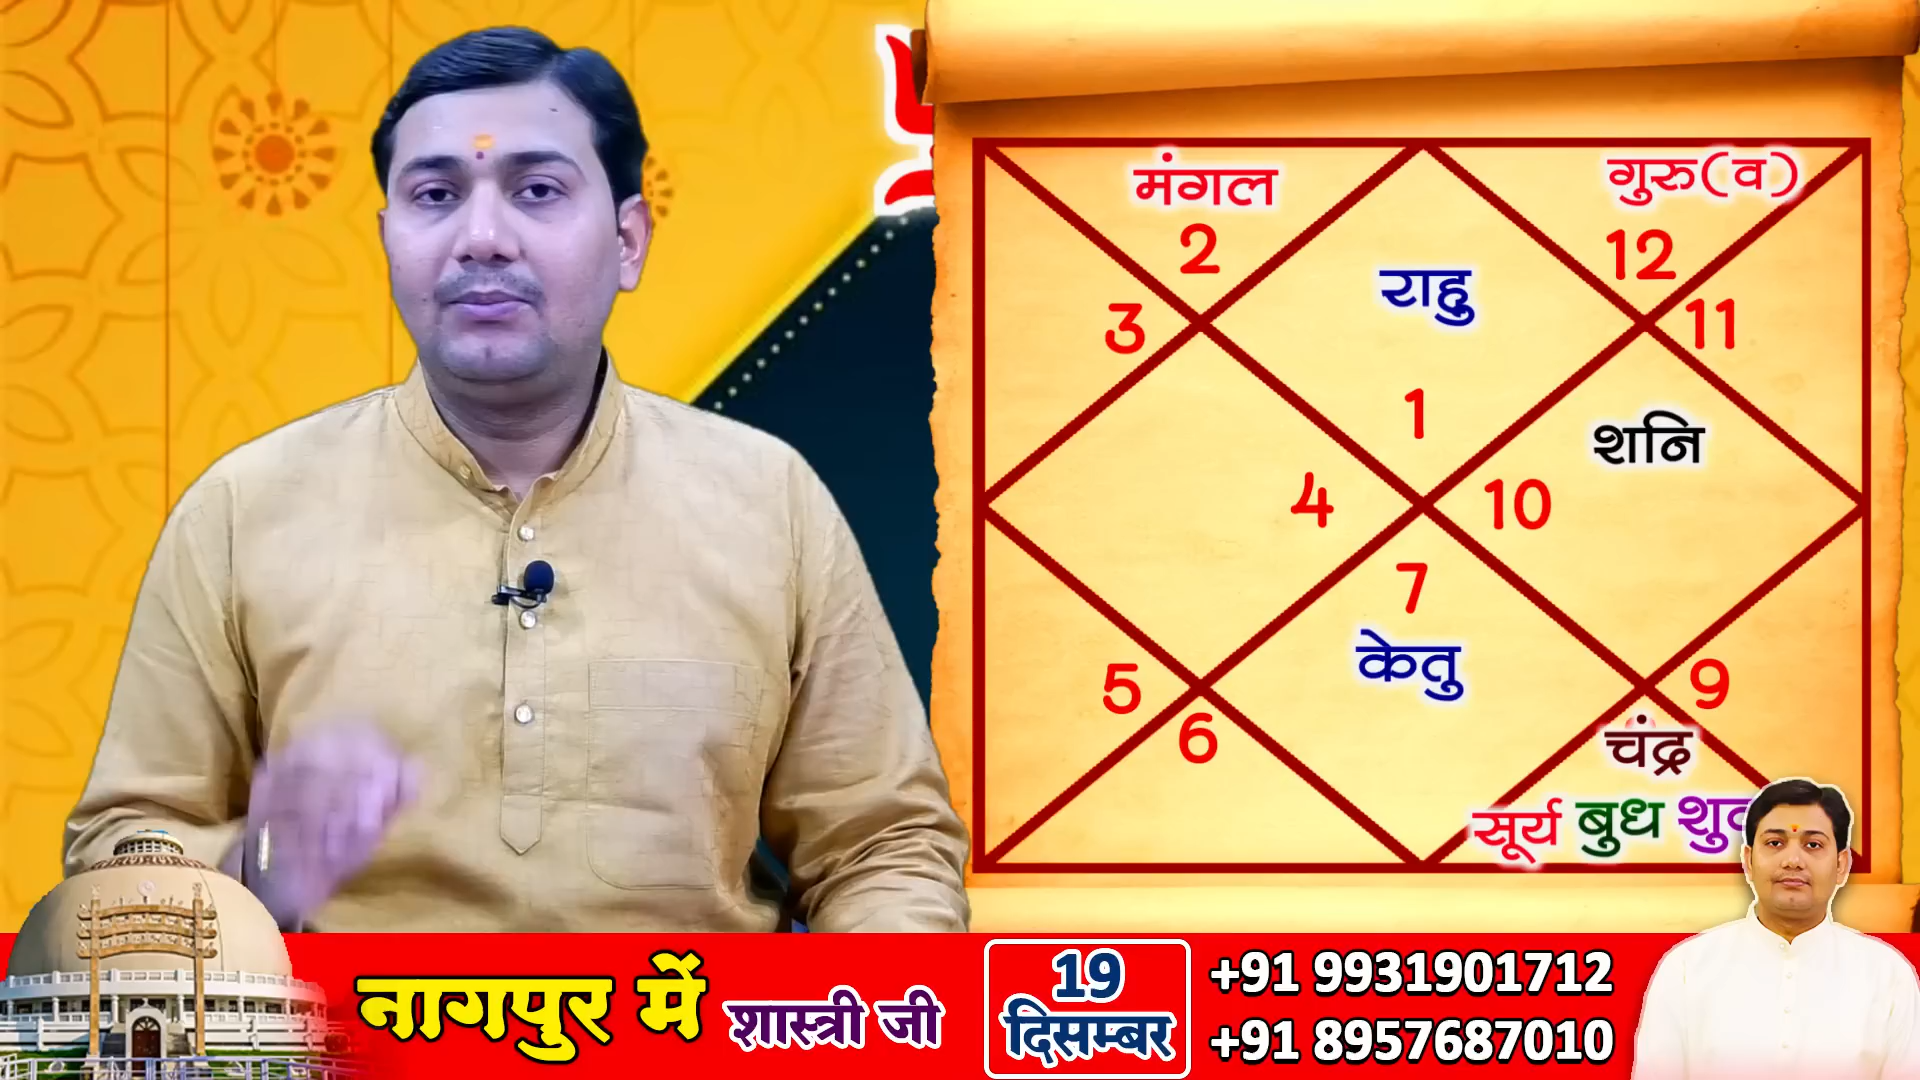 मंगल
गुरु(व)
2
12
राहु
3
11
1
शनि
4
10
7
केतु
5
9
6
चंद्र
सूर्य बुध
नागपुर में शास्त्री जी
19
दिसम्बर
+91 9931901712
+91 8957687010